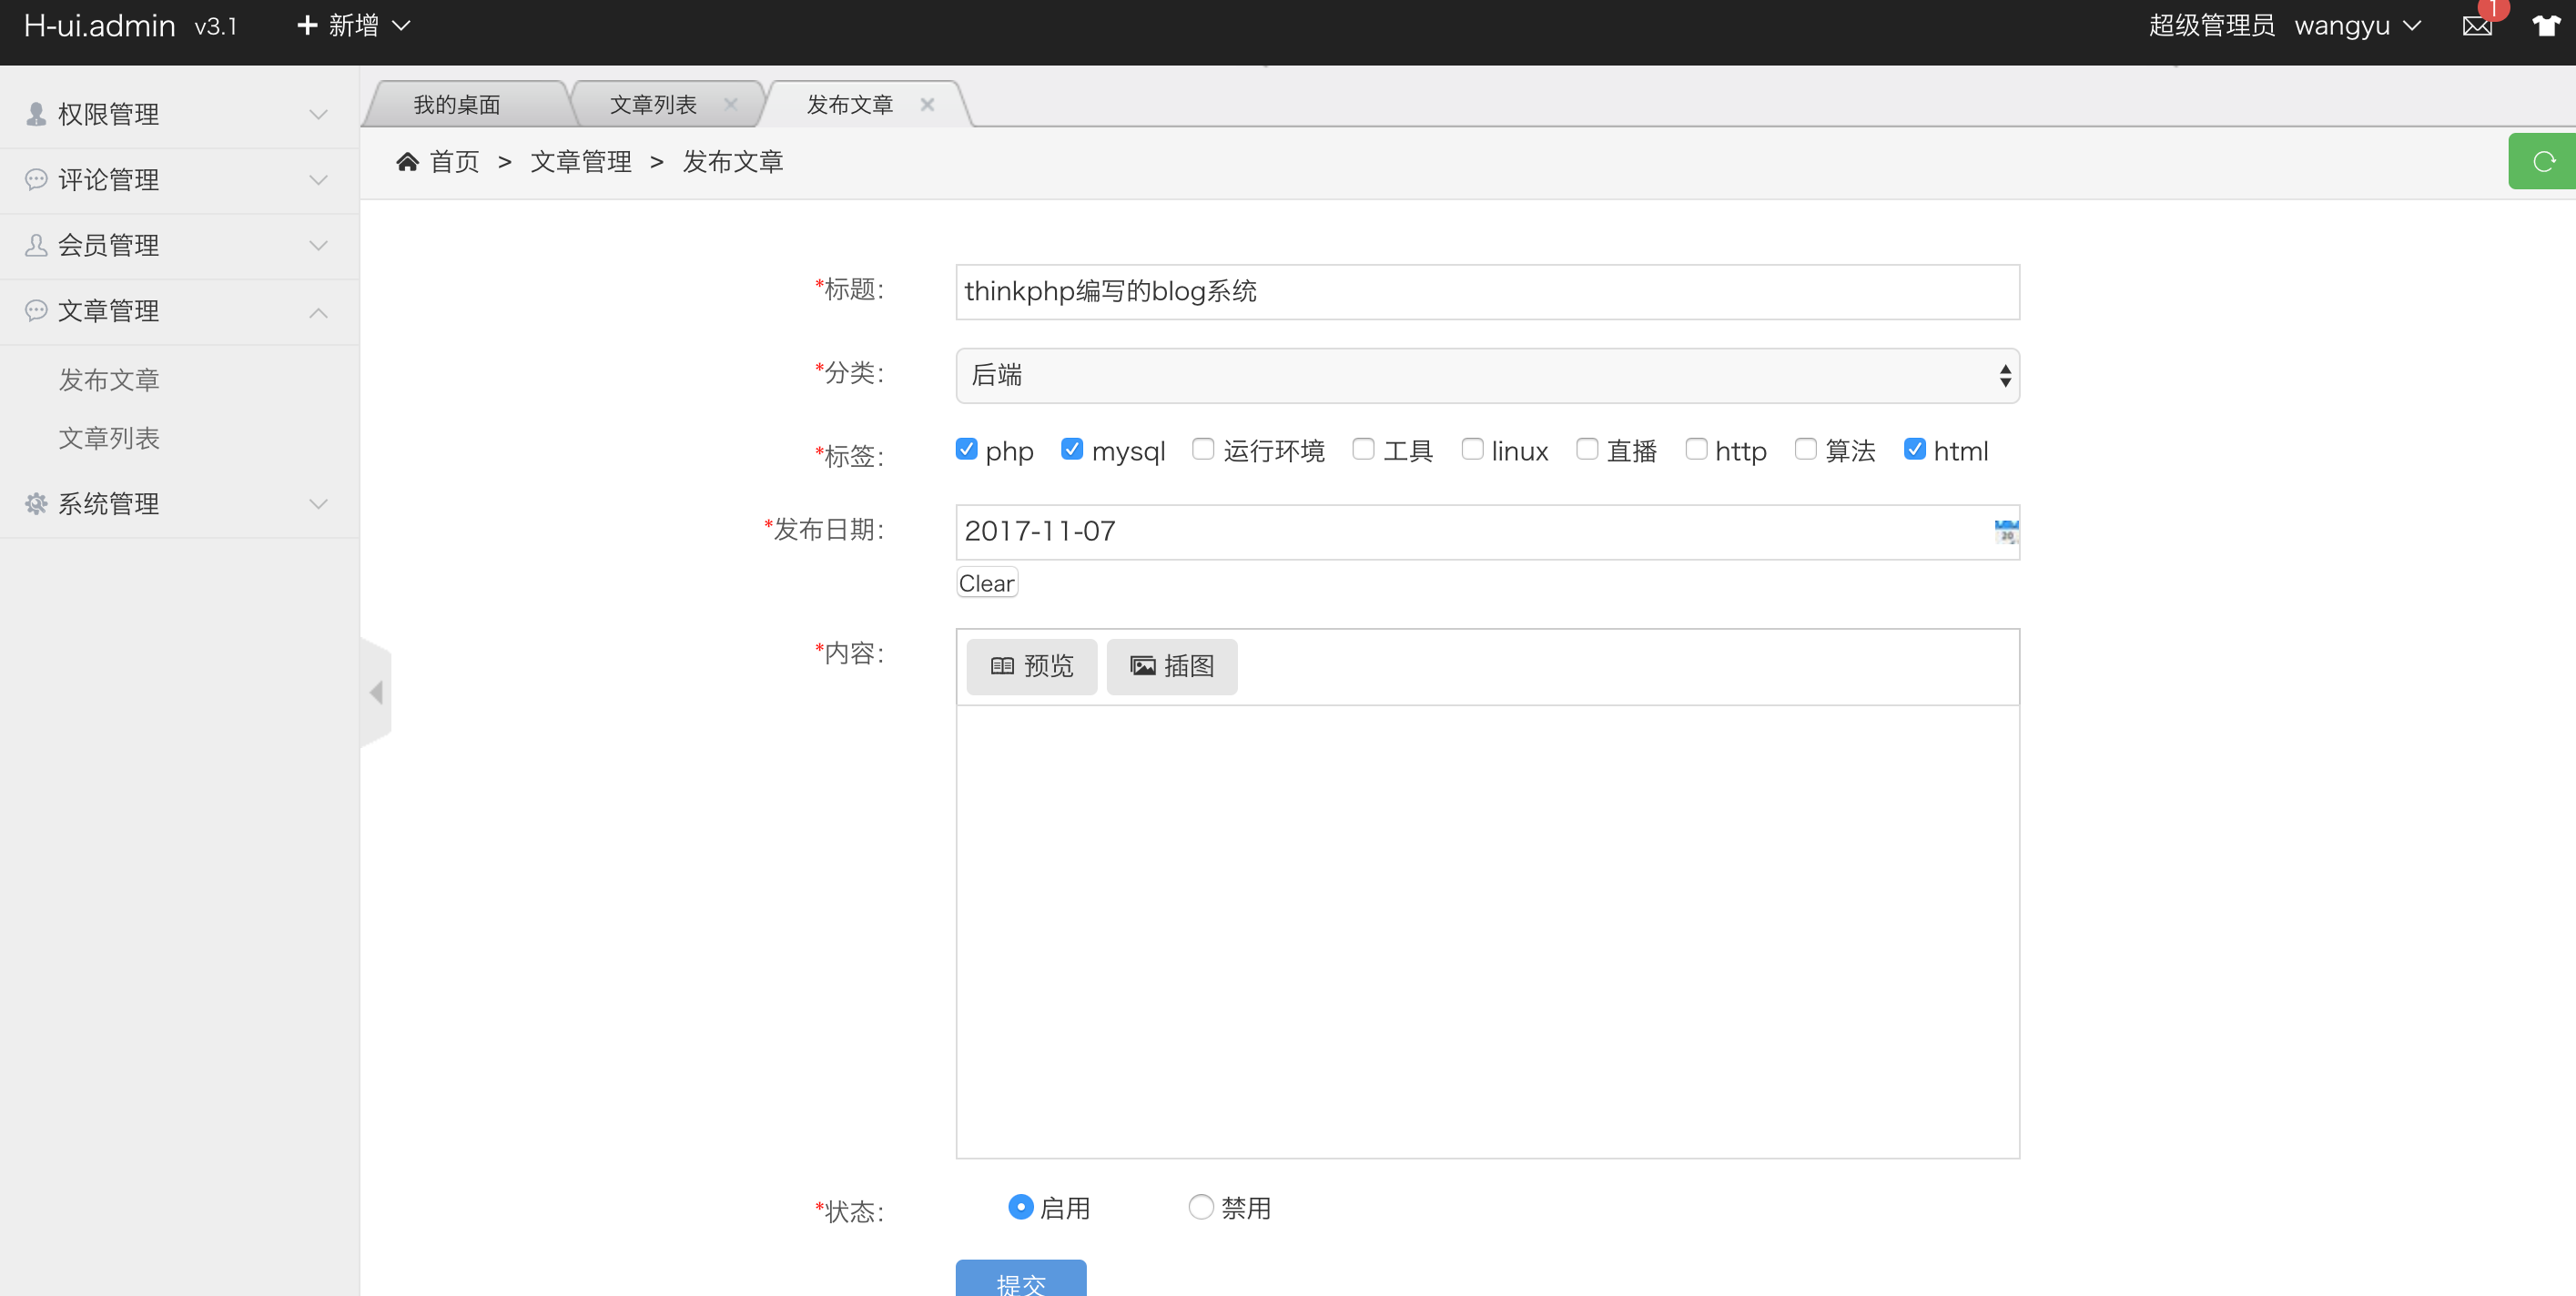 H-ui.admin v3.1 新增 超级管理员 wangyu 1
我的桌面 文章列表 发布文章
首页 > 文章管理 > 发布文章
权限管理
评论管理
会员管理
文章管理
发布文章
文章列表
系统管理
*标题： thinkphp编写的blog系统
*分类： 后端
*标签： php mysql 运行环境 工具 linux 直播 http 算法 html
*发布日期： 2017-11-07
Clear
*内容： 预览 插图
*状态： 启用 禁用
提交